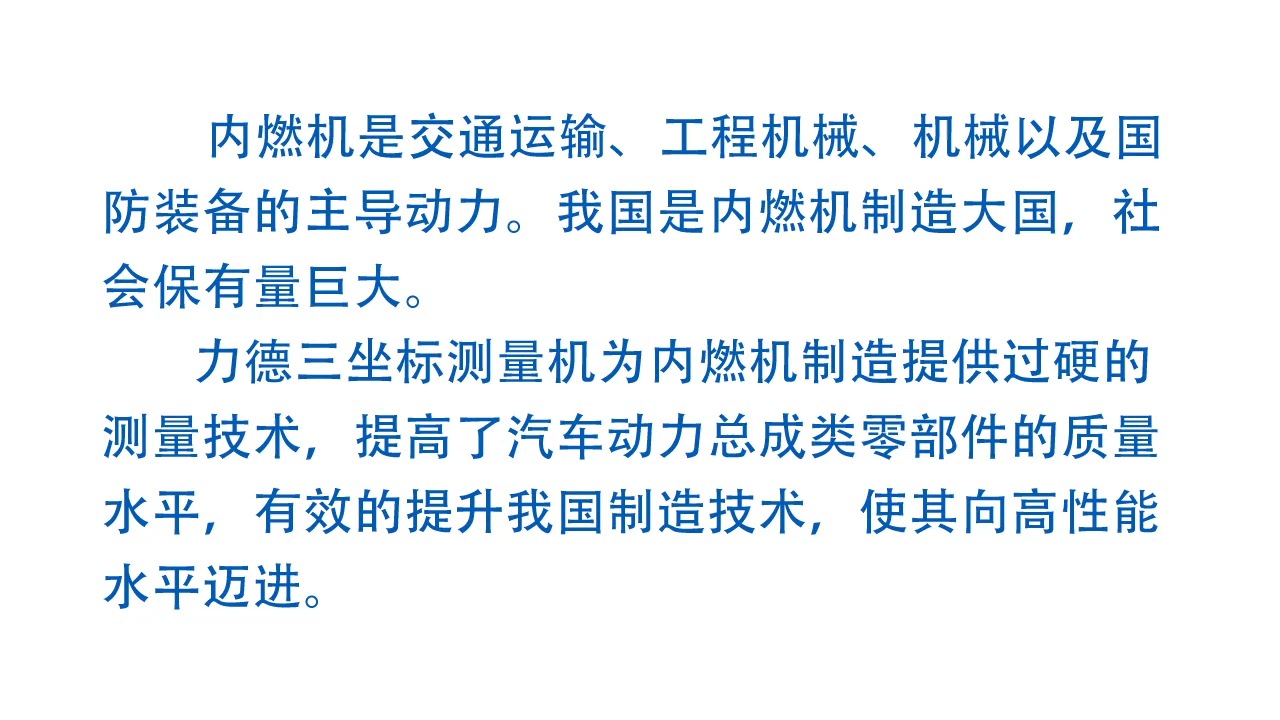 内燃机是交通运输、工程机械、机械以及国
防装备的主导动力。我国是内燃机制造大国，社
会保有量巨大。
力德三坐标测量机为内燃机制造提供过硬的
测量技术，提高了汽车动力总成类零部件的质量
水平，有效的提升我国制造技术，使其向高性能
水平迈进。